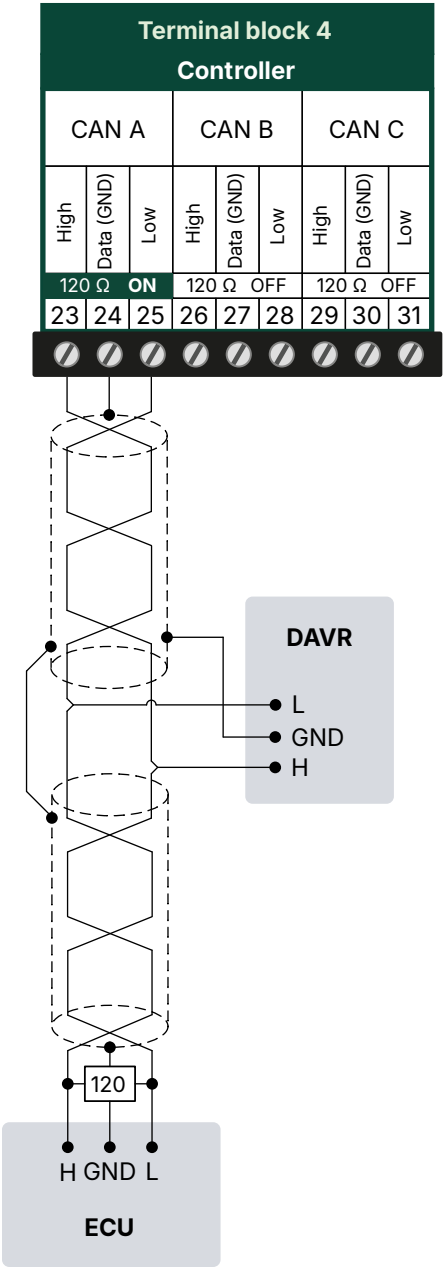 Terminal block 4
Controller
CAN A CAN B CAN C
High Data (GND) Low High Data (GND) Low High Data (GND) Low
120 Ω ON 120 Ω OFF 120 Ω OFF
23 24 25 26 27 28 29 30 31
DAVR
L
GND
H
120
H GND L
ECU